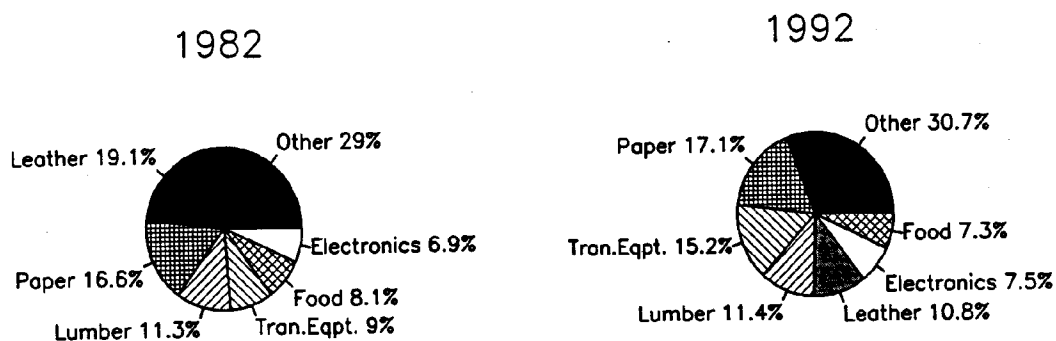 1982
Other 29%
Leather 19.1%
Electronics 6.9%
Paper 16.6%
Food 8.1%
Lumber 11.3%
Tran.Eqpt. 9%
1992
Other 30.7%
Paper 17.1%
Food 7.3%
Tran.Eqpt. 15.2%
Electronics 7.5%
Lumber 11.4%
Leather 10.8%